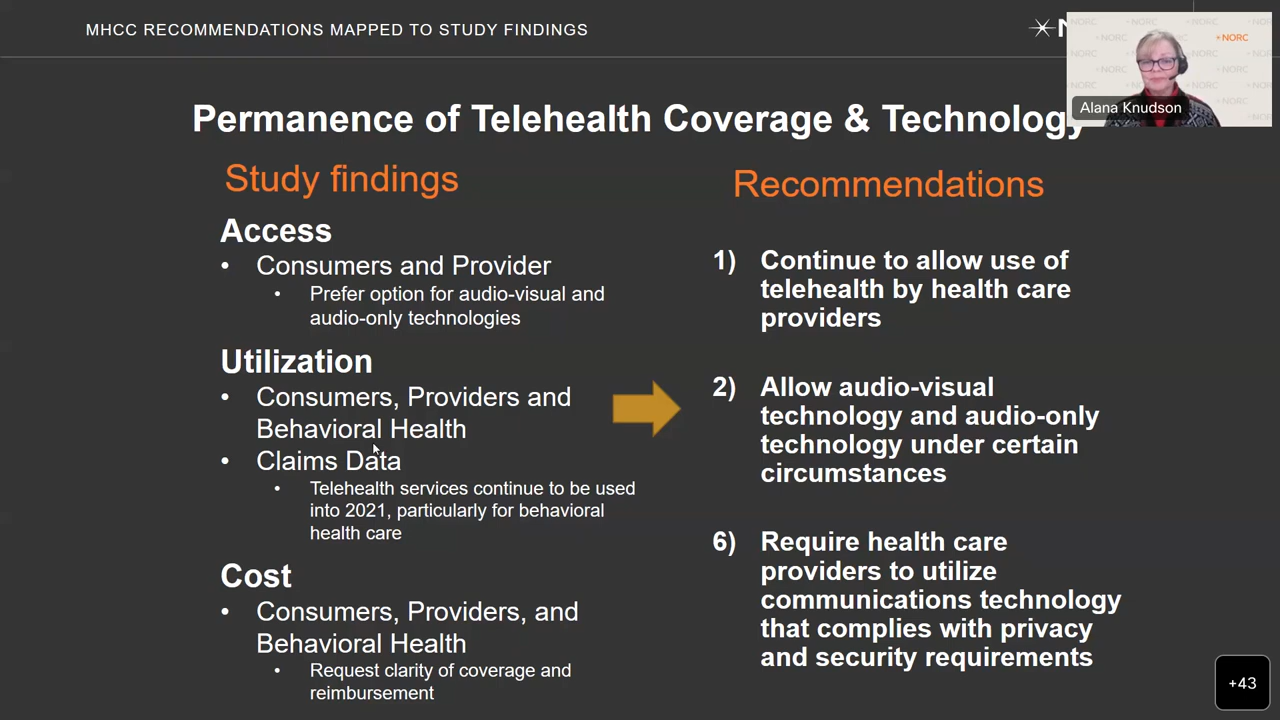 MHCC RECOMMENDATIONS MAPPED TO STUDY FINDINGS
NORC
Alana Knudson
Permanence of Telehealth Coverage & Technology
Study findings
Access
• Consumers and Provider
• Prefer option for audio-visual and
audio-only technologies
Utilization
• Consumers, Providers and
Behavioral Health
• Claims Data
• Telehealth services continue to be used
into 2021, particularly for behavioral
health care
Cost
• Consumers, Providers, and
Behavioral Health
• Request clarity of coverage and
reimbursement
Recommendations
1) Continue to allow use of
telehealth by health care
providers
2) Allow audio-visual
technology and audio-only
technology under certain
circumstances
6) Require health care
providers to utilize
communications technology
that complies with privacy
and security requirements
+43